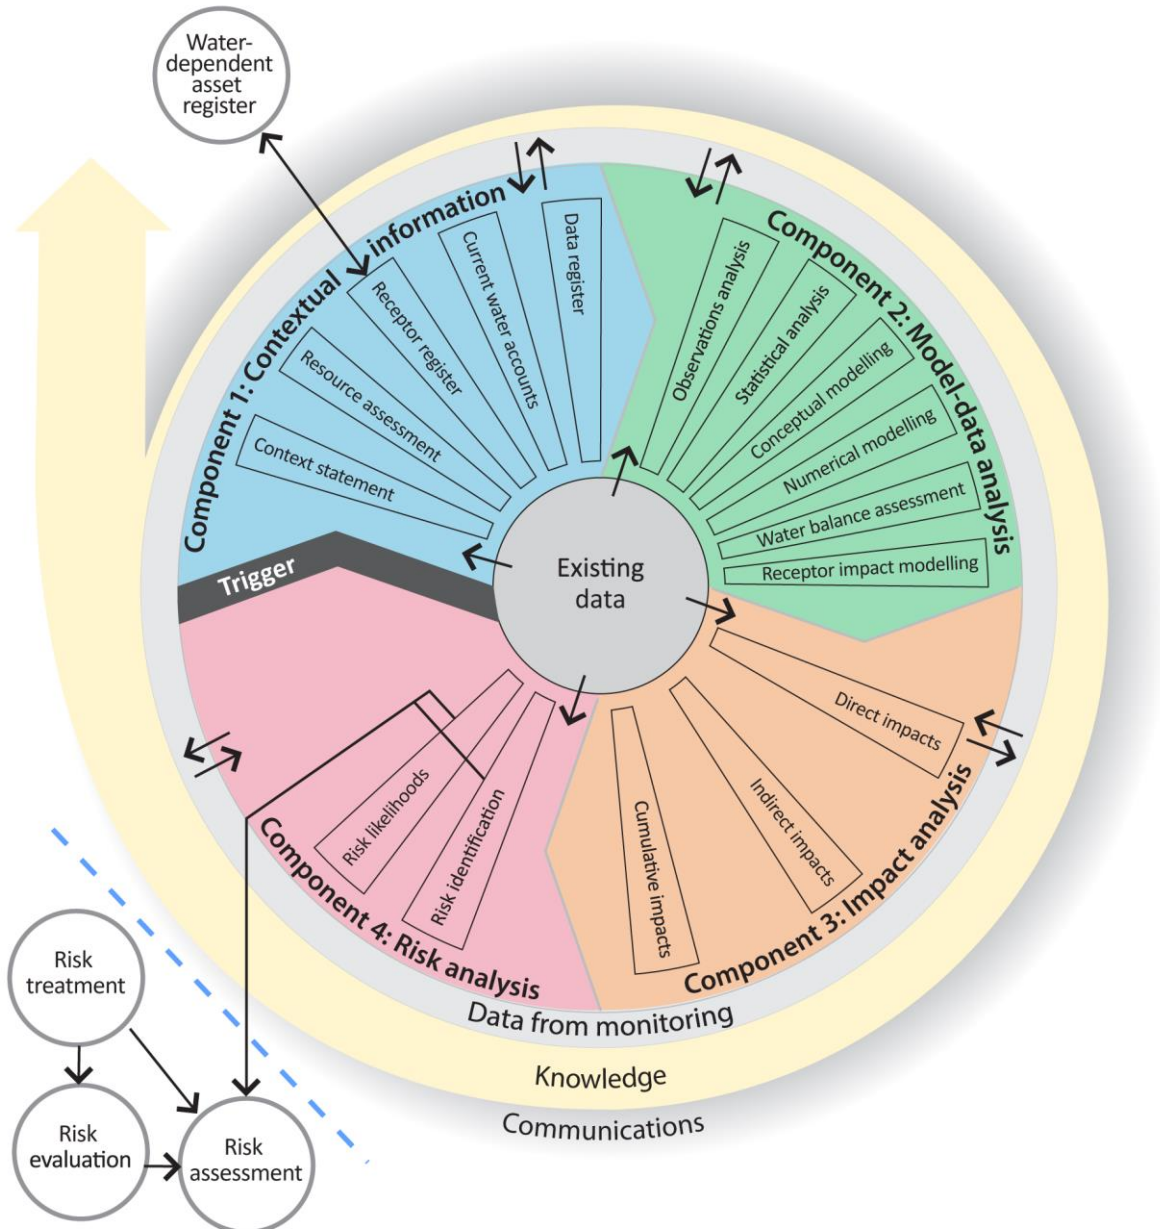 Water-
dependent
asset
register
Component 1: Contextual information
Context statement
Resource assessment
Receptor register
Current water accounts
Data register
Component 2: Model-data analysis
Observations analysis
Statistical analysis
Conceptual modelling
Numerical modelling
Water balance assessment
Receptor impact modelling
Trigger
Existing
data
Component 3: Impact analysis
Direct impacts
Indirect impacts
Cumulative impacts
Component 4: Risk analysis
Risk identification
Risk likelihoods
Data from monitoring
Knowledge
Communications
Risk
treatment
Risk
evaluation
Risk
assessment